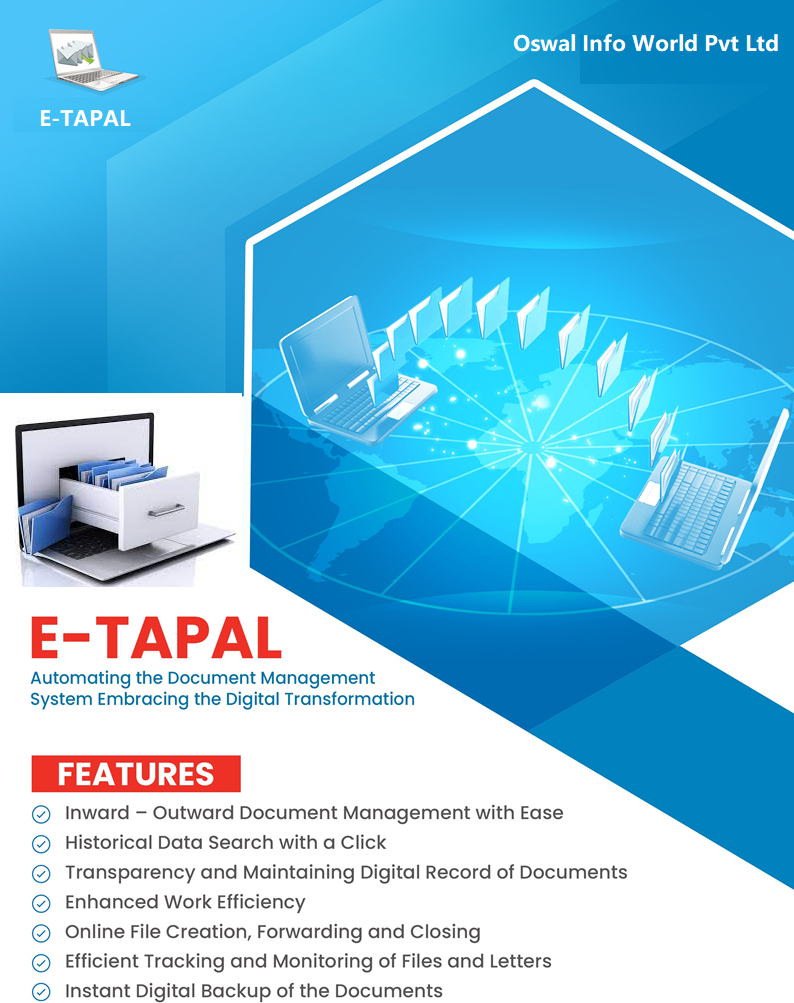 Oswal Info World Pvt Ltd
E-TAPAL
E-TAPAL
Automating the Document Management
System Embracing the Digital Transformation
FEATURES
Inward – Outward Document Management with Ease
Historical Data Search with a Click
Transparency and Maintaining Digital Record of Documents
Enhanced Work Efficiency
Online File Creation, Forwarding and Closing
Efficient Tracking and Monitoring of Files and Letters
Instant Digital Backup of the Documents